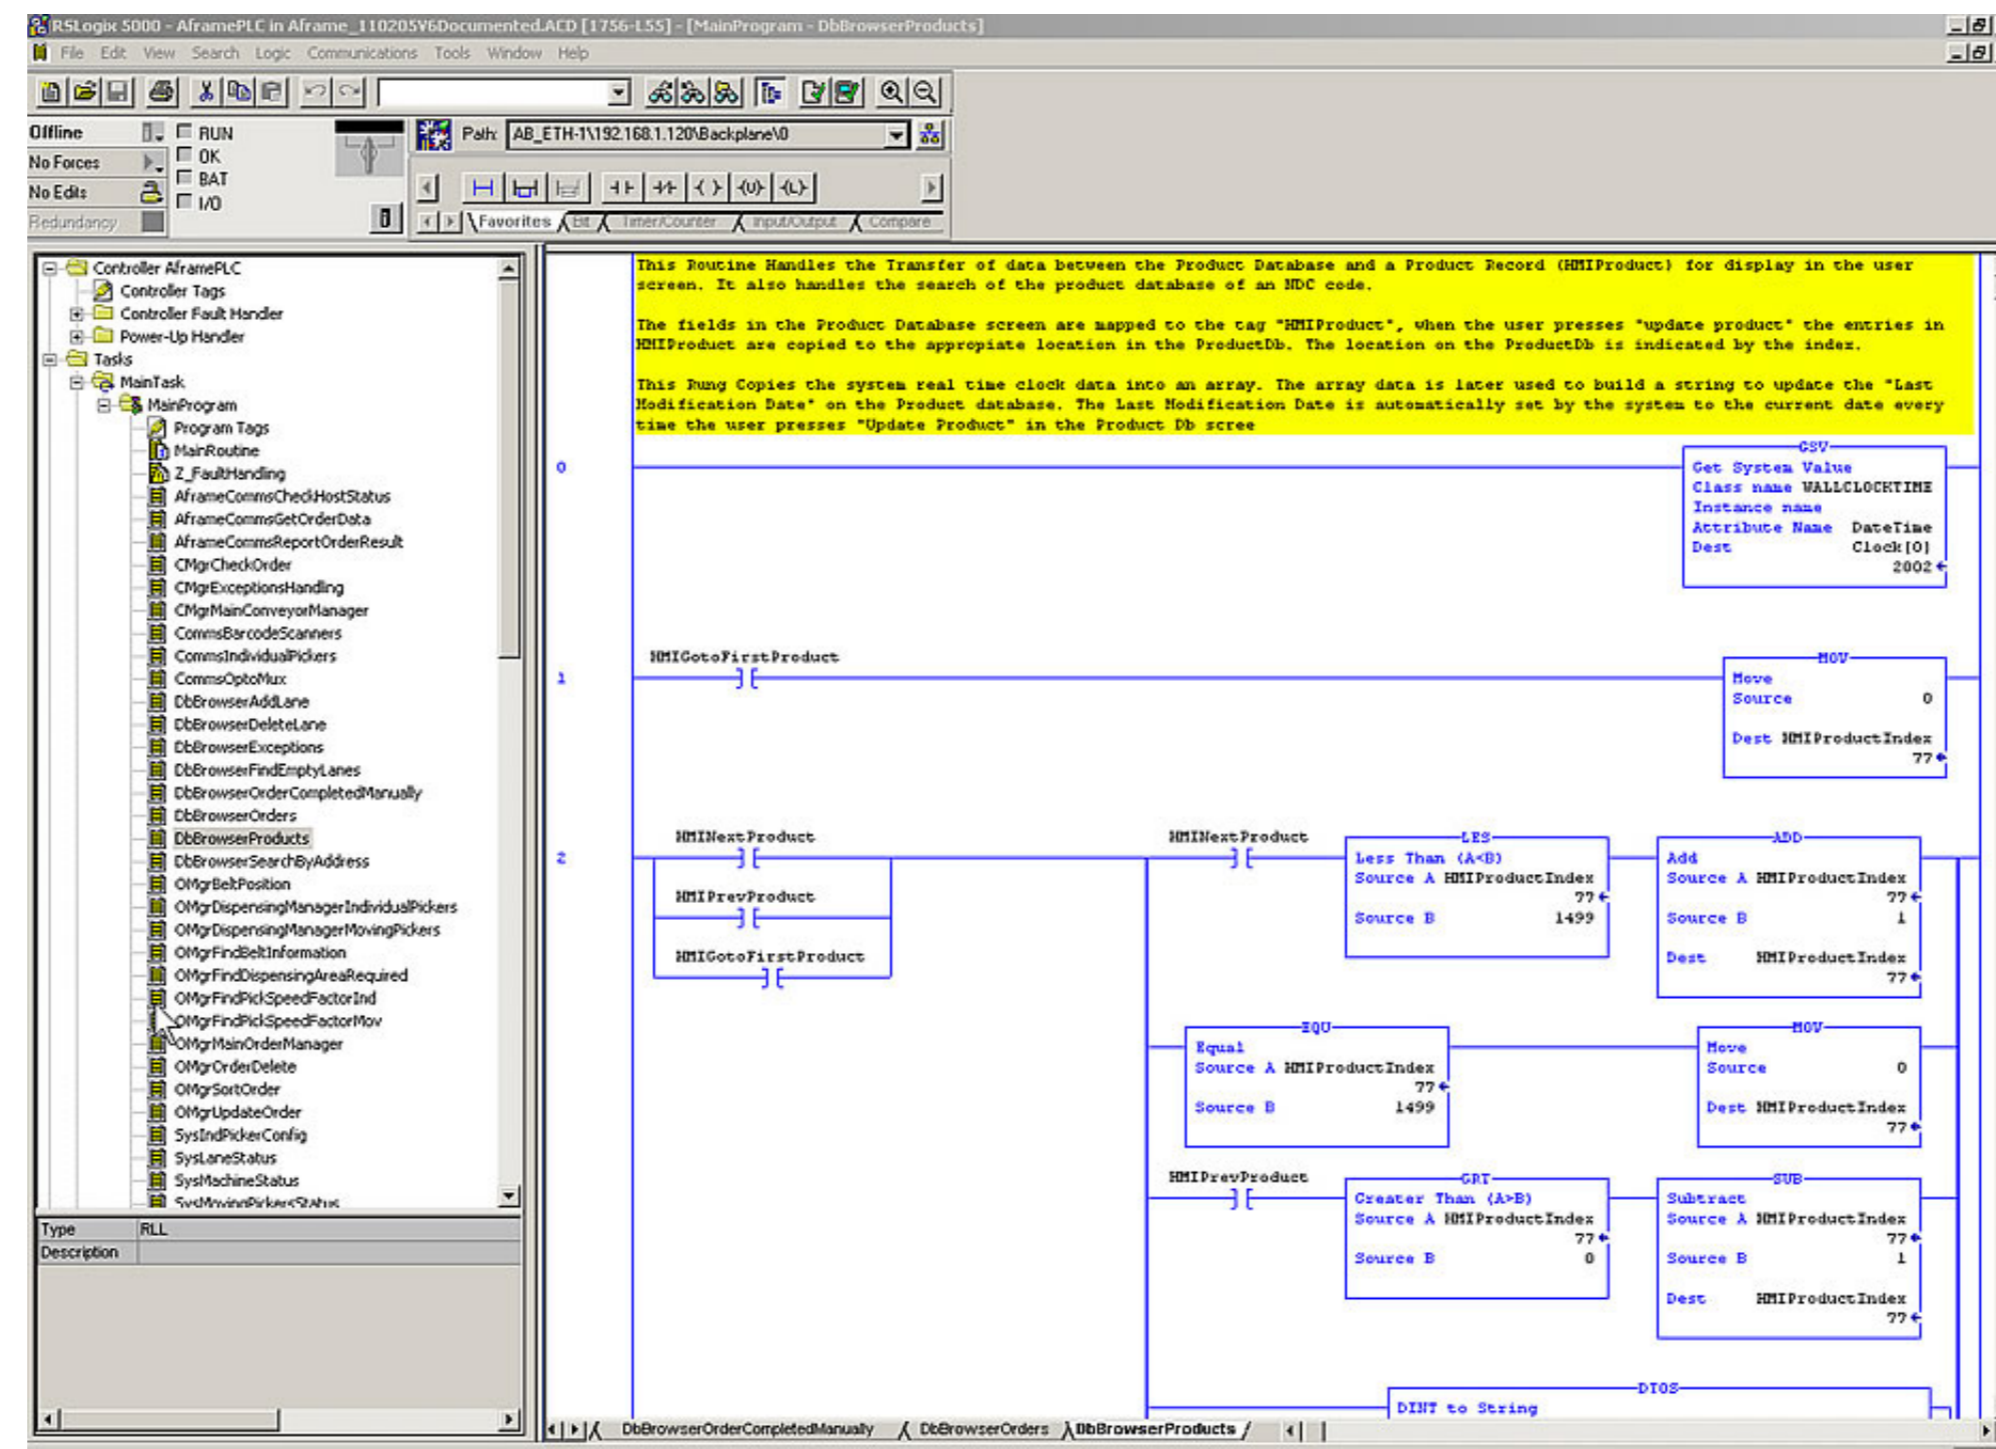 RSLogix 5000 - AframePLC in Aframe_110205V6Documented.ACD [1756-L55] - [MainProgram - DbBrowserProducts]
File Edit View Search Logic Communications Tools Window Help
Offline
RUN
No Forces
OK
No Edits
BAT
Redundancy
I/O
Path: AB_ETH-1\192.168.1.120\Backplane\0
Favorites Bit Timer/Counter Input/Output Compare
Controller AframePLC
Controller Tags
Controller Fault Handler
Power-Up Handler
Tasks
MainTask
MainProgram
Program Tags
MainRoutine
Z_FaultHandling
AframeCommsCheckHostStatus
AframeCommsGetOrderData
AframeCommsReportOrderResult
CMgrCheckOrder
CMgrExceptionsHandling
CMgrMainConveyorManager
CommsBarcodeScanners
CommsIndividualPickers
CommsOptoMux
DbBrowserAddLane
DbBrowserDeleteLane
DbBrowserExceptions
DbBrowserFindEmptyLanes
DbBrowserOrderCompletedManually
DbBrowserOrders
DbBrowserProducts
DbBrowserSearchByAddress
OMgrBeltPosition
OMgrDispensingManagerIndividualPickers
OMgrDispensingManagerMovingPickers
OMgrFindBeltInformation
OMgrFindDispensingAreaRequired
OMgrFindPickSpeedFactorInd
OMgrFindPickSpeedFactorMov
OMgrMainOrderManager
OMgrOrderDelete
OMgrSortOrder
OMgrUpdateOrder
SysIndPickerConfig
SysLaneStatus
SysMachineStatus
SysMovingPickersStatus
Type RLL
Description
This Routine Handles the Transfer of data between the Product Database and a Product Record (HMIProduct) for display in the user
screen. It also handles the search of the product database of an NDC code.
The fields in the Product Database screen are mapped to the tag "HMIProduct", when the user presses "update product" the entries in
HMIProduct are copied to the appropiate location in the ProductDb. The location on the ProductDb is indicated by the index.
This Rung Copies the system real time clock data into an array. The array data is later used to build a string to update the "Last
Modification Date" on the Product database. The Last Modification Date is automatically set by the system to the current date every
time the user presses "Update Product" in the Product Db scree
0
GSV
Get System Value
Class name WALLCLOCKTIME
Instance name
Attribute Name DateTime
Dest Clock[0]
2002
1
HMIGotoFirstProduct
MOV
Move
Source 0
Dest HMIProductIndex
77
2
HMINextProduct
HMIPrevProduct
HMIGotoFirstProduct
HMINextProduct
LES
Less Than (A<B)
Source A HMIProductIndex
77
Source B 1499
ADD
Add
Source A HMIProductIndex
77
Source B 1
Dest HMIProductIndex
77
EQU
Equal
Source A HMIProductIndex
77
Source B 1499
MOV
Move
Source 0
Dest HMIProductIndex
77
HMIPrevProduct
GRT
Greater Than (A>B)
Source A HMIProductIndex
77
Source B 0
SUB
Subtract
Source A HMIProductIndex
77
Source B 1
Dest HMIProductIndex
77
DTOS
DINT to String
DbBrowserOrderCompletedManually DbBrowserOrders DbBrowserProducts